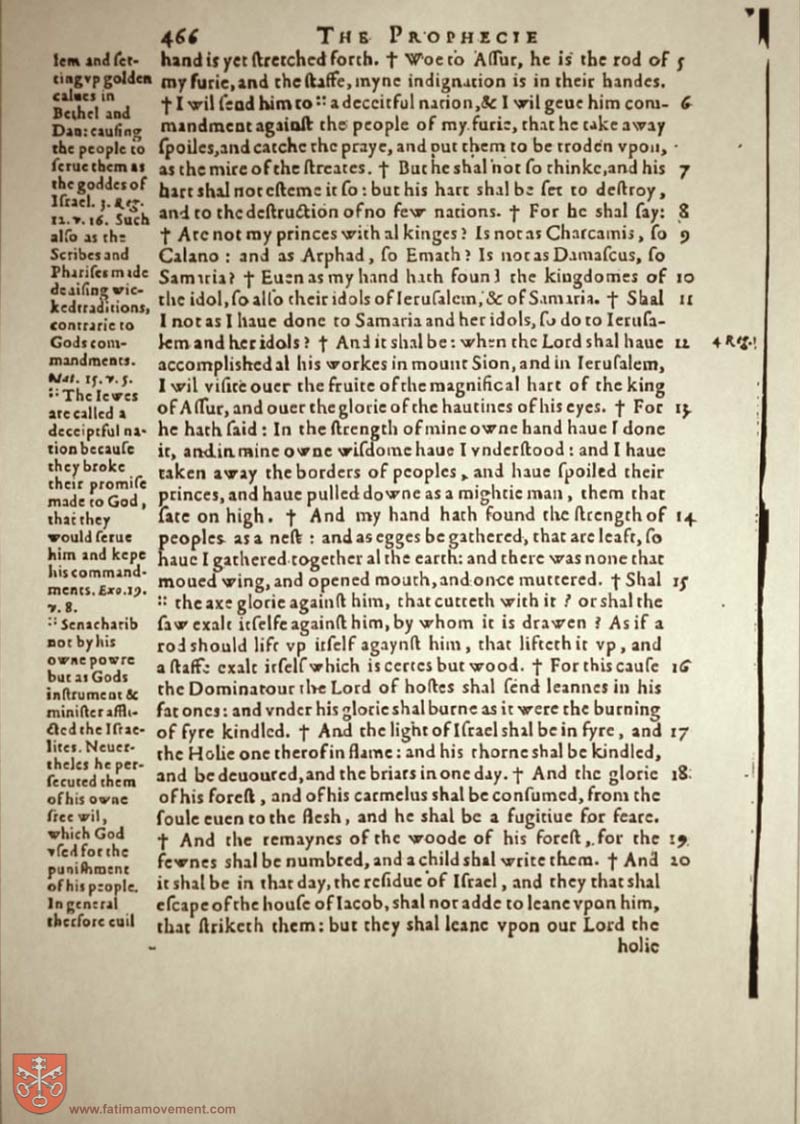 466 THE PROPHECIE
lem and ſet-
tingvp golden
calues in
Bethel and
Dan: cauſing
the people to
ſerue them as
the goddes of
Iſrael. 3. Reg.
12. v. 16. Such
alſo as the
Scribes and
Phariſes made
deuiſing wic-
ked traditions,
contrarie to
Gods com-
mandments.
Mat. 15. v. 5.
:: The Iewes
are called a
deceiptful na-
tion becauſe
they broke
their promiſe
made to God,
that they
would ſerue
him and kepe
his command-
ments. Exo. 19.
v. 8.
:: Senacharib
not by his
owne powre
but as Gods
inſtrument &
miniſter affli-
cted the Iſrae-
lites. Neuer-
theles he per-
ſecuted them
of his owne
free wil,
which God
vſed for the
puniſhment
of his people.
In general
therfore euil
hand is yet ſtretched forth. † Woe to Aſſur, he is the rod of 5
my furie, and the ſtaffe, myne indignation is in their handes.
† I wil ſend him to :: a deceitful nation, & I wil geue him com- 6
mandment againſt the people of my furie, that he take away
ſpoiles, and catche the praye, and put them to be troden vpon,
as the mire of the ſtreates. † But he shal not ſo thinke, and his 7
hart shal not eſteme it ſo: but his hart shal be ſet to deſtroy,
and to the deſtruction of no few nations. † For he shal ſay: 8
† Are not my princes with al kinges? Is not as Charcamis, ſo 9
Calano: and as Arphad, ſo Emath? Is not as Damaſcus, ſo
Samaria? † Euen as my hand hath found the kingdomes of 10
the idol, ſo alſo their idols of Ieruſalem, & of Samaria. † Shal 11
I not as I haue done to Samaria and her idols, ſo do to Ieruſa-
lem and her idols? † And it shal be: when the Lord shal haue 12 4 Reg.
accomplished al his workes in mount Sion, and in Ieruſalem,
I wil viſite ouer the fruite of the magnifical hart of the king
of Aſſur, and ouer the glorie of the hautines of his eyes. † For 13
he hath ſaid: In the ſtrength of mine owne hand haue I done
it, and in mine owne wiſdome haue I vnderſtood: and I haue
taken away the borders of peoples, and haue ſpoiled their
princes, and haue pulled downe as a mightie man, them that
ſate on high. † And my hand hath found the ſtrength of 14
peoples as a neſt: and as egges be gathered, that are leaft, ſo
haue I gathered together al the earth: and there was none that
moued wing, and opened mouth, and once muttered. † Shal 15
:: the axe glorie againſt him, that cutteth with it? or shal the
ſaw exalt itſelfe againſt him, by whom it is drawen? As if a
rod should lift vp itſelf agaynſt him, that lifteth it vp, and
a ſtaffe exalt itſelf which is certes but wood. † For this cauſe 16
the Dominatour the Lord of hoſtes shal ſend leannes in his
fat ones: and vnder his glorie shal burne as it were the burning
of fyre kindled. † And the light of Iſrael shal be in fyre, and 17
the Holie one therof in flame: and his thorne shal be kindled,
and be deuoured, and the briars in one day. † And the glorie 18
of his foreſt, and of his carmelus shal be conſumed, from the
ſoule euen to the fleſh, and he shal be a fugitiue for feare.
† And the remaynes of the woode of his foreſt, for the 19
fewnes shal be numbred, and a child shal write them. † And 20
it shal be in that day, the reſidue of Iſrael, and they that shal
eſcape of the houſe of Iacob, shal not adde to leane vpon him,
that ſtriketh them: but they shal leane vpon our Lord the
holie
www.fatimamovement.com